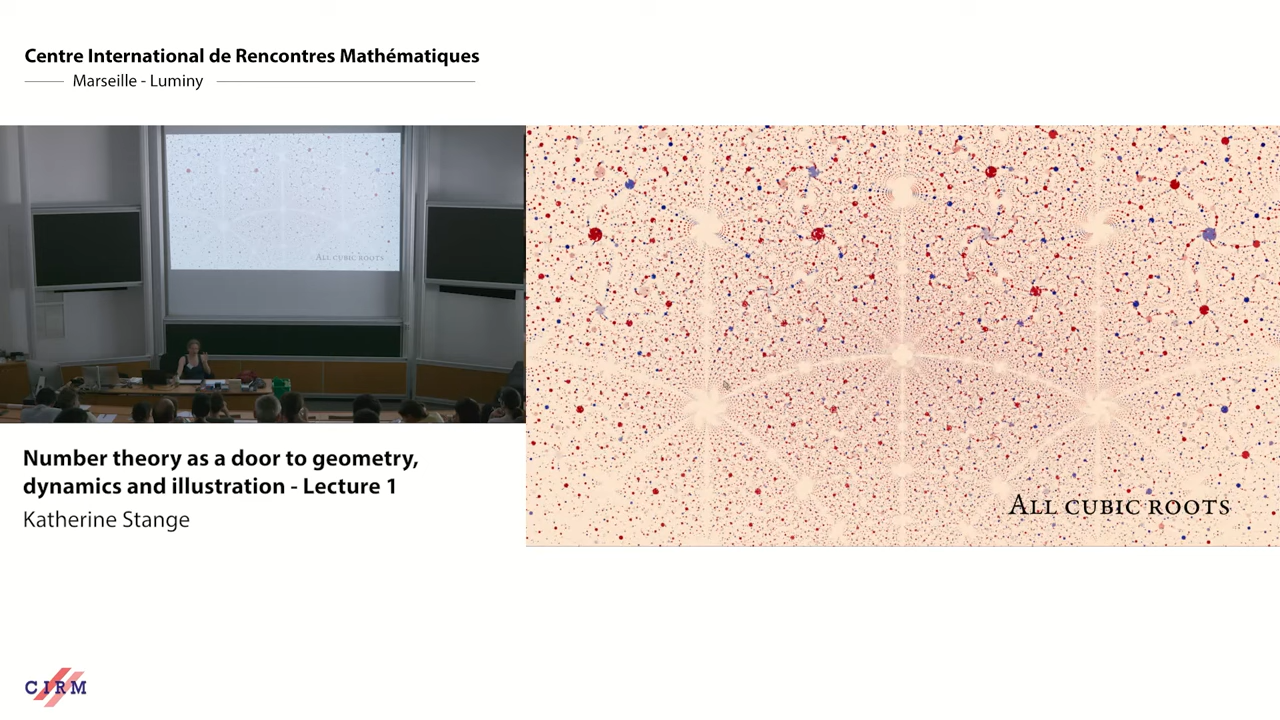 Centre International de Rencontres Mathématiques
Marseille - Luminy
ALL CUBIC ROOTS
ALL CUBIC ROOTS
Number theory as a door to geometry,
dynamics and illustration - Lecture 1
Katherine Stange
CIRM